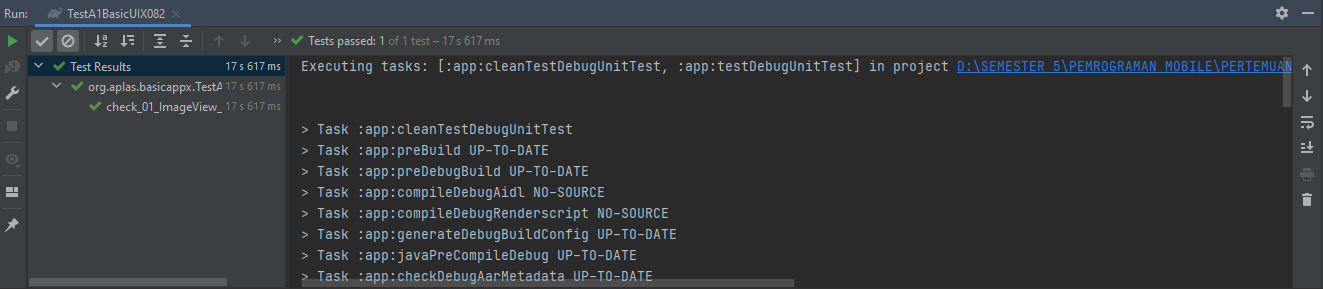 Run: TestA1BasicUIX082
Tests passed: 1 of 1 test – 17 s 617 ms
Test Results 17 s 617 ms
org.aplas.basicappx.TestA 17 s 617 ms
check_01_ImageView_ 17 s 617 ms
Executing tasks: [:app:cleanTestDebugUnitTest, :app:testDebugUnitTest] in project D:\SEMESTER 5\PEMROGRAMAN MOBILE\PERTEMUAN
> Task :app:cleanTestDebugUnitTest
> Task :app:preBuild UP-TO-DATE
> Task :app:preDebugBuild UP-TO-DATE
> Task :app:compileDebugAidl NO-SOURCE
> Task :app:compileDebugRenderscript NO-SOURCE
> Task :app:generateDebugBuildConfig UP-TO-DATE
> Task :app:javaPreCompileDebug UP-TO-DATE
> Task :app:checkDebugAarMetadata UP-TO-DATE